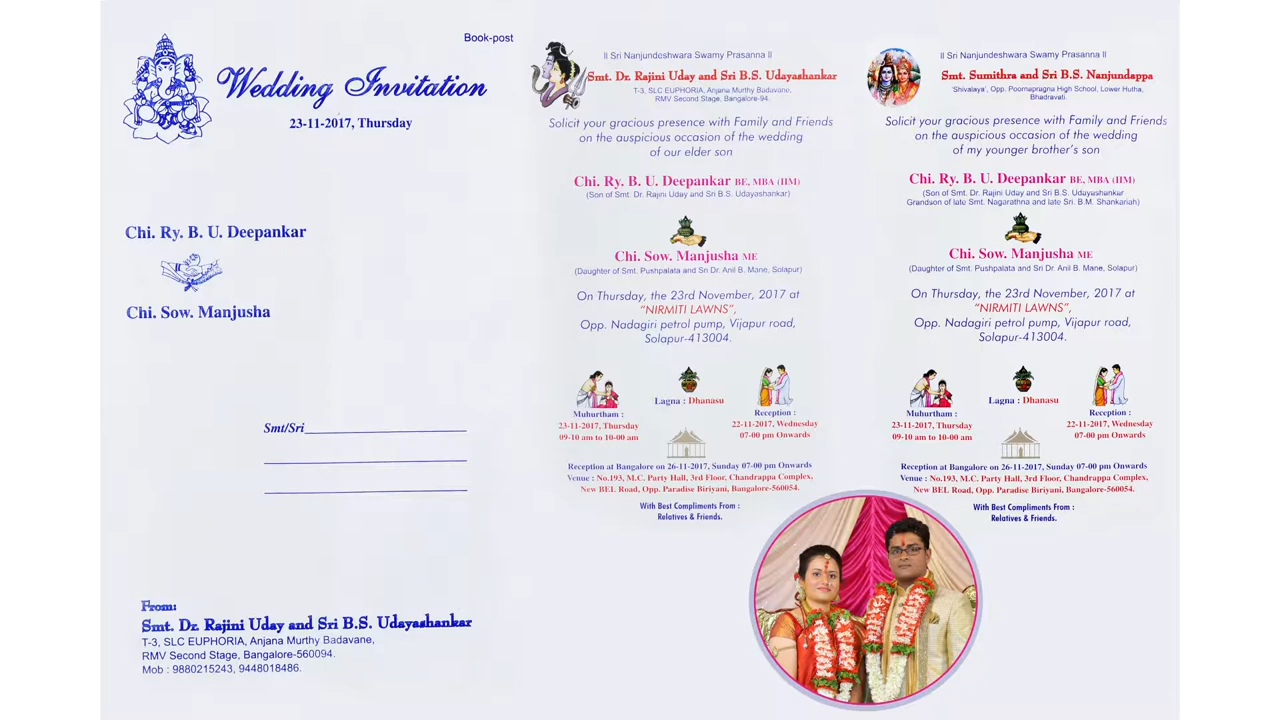 Book-post
Wedding Invitation
23-11-2017, Thursday
Chi. Ry. B. U. Deepankar
Chi. Sow. Manjusha
Smt/Sri
From:
Smt. Dr. Rajini Uday and Sri B.S. Udayashankar
T-3, SLC EUPHORIA, Anjana Murthy Badavane,
RMV Second Stage, Bangalore-560094.
Mob : 9880215243, 9448018486.
II Sri Nanjundeshwara Swamy Prasanna II
Smt. Dr. Rajini Uday and Sri B.S. Udayashankar
T-3, SLC EUPHORIA, Anjana Murthy Badavane,
RMV Second Stage, Bangalore-94.
Solicit your gracious presence with Family and Friends
on the auspicious occasion of the wedding
of our elder son
Chi. Ry. B. U. Deepankar BE, MBA (IIM)
(Son of Smt. Dr. Rajini Uday and Sri B.S. Udayashankar)
Chi. Sow. Manjusha ME
(Daughter of Smt. Pushpalata and Sri Dr. Anil B. Mane, Solapur)
On Thursday, the 23rd November, 2017 at
“NIRMITI LAWNS”,
Opp. Nadagiri petrol pump, Vijapur road,
Solapur-413004.
Muhurtham :
23-11-2017, Thursday
09-10 am to 10-00 am
Lagna : Dhanasu
Reception :
22-11-2017, Wednesday
07-00 pm Onwards
Reception at Bangalore on 26-11-2017, Sunday 07-00 pm Onwards
Venue : No.193, M.C. Party Hall, 3rd Floor, Chandrappa Complex,
New BEL Road, Opp. Paradise Biriyani, Bangalore-560054.
With Best Compliments From :
Relatives & Friends.
II Sri Nanjundeshwara Swamy Prasanna II
Smt. Sumithra and Sri B.S. Nanjundappa
'Shivalaya', Opp. Poornapragna High School, Lower Hutha,
Bhadravati.
Solicit your gracious presence with Family and Friends
on the auspicious occasion of the wedding
of my younger brother's son
Chi. Ry. B. U. Deepankar BE, MBA (IIM)
(Son of Smt. Dr. Rajini Uday and Sri B.S. Udayashankar
Grandson of late Smt. Nagarathna and late Sri. B.M. Shankariah)
Chi. Sow. Manjusha ME
(Daughter of Smt. Pushpalata and Sri Dr. Anil B. Mane, Solapur)
On Thursday, the 23rd November, 2017 at
“NIRMITI LAWNS”,
Opp. Nadagiri petrol pump, Vijapur road,
Solapur-413004.
Muhurtham :
23-11-2017, Thursday
09-10 am to 10-00 am
Lagna : Dhanasu
Reception :
22-11-2017, Wednesday
07-00 pm Onwards
Reception at Bangalore on 26-11-2017, Sunday 07-00 pm Onwards
Venue : No.193, M.C. Party Hall, 3rd Floor, Chandrappa Complex,
New BEL Road, Opp. Paradise Biriyani, Bangalore-560054.
With Best Compliments From :
Relatives & Friends.